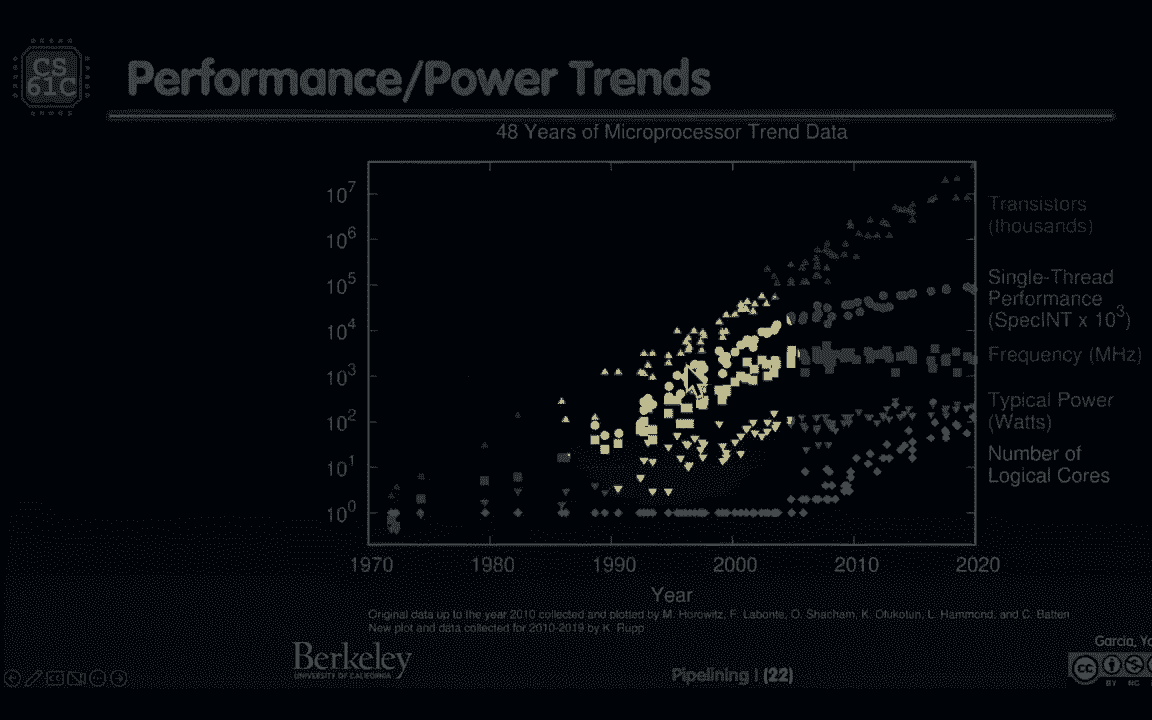 CS
61C
Performance/Power Trends
48 Years of Microprocessor Trend Data
10^7
10^6
10^5
10^4
10^3
10^2
10^1
10^0
Transistors
(thousands)
Single-Thread
Performance
(SpecINT x 10^3)
Frequency (MHz)
Typical Power
(Watts)
Number of
Logical Cores
1970 1980 1990 2000 2010 2020
Year
Original data up to the year 2010 collected and plotted by M. Horowitz, F. Labonte, O. Shacham, K. Olukotun, L. Hammond, and C. Batten
New plot and data collected for 2010-2019 by K. Rupp
Berkeley
UNIVERSITY OF CALIFORNIA
Pipelining I (22)
Garcia,
cc
BY NC